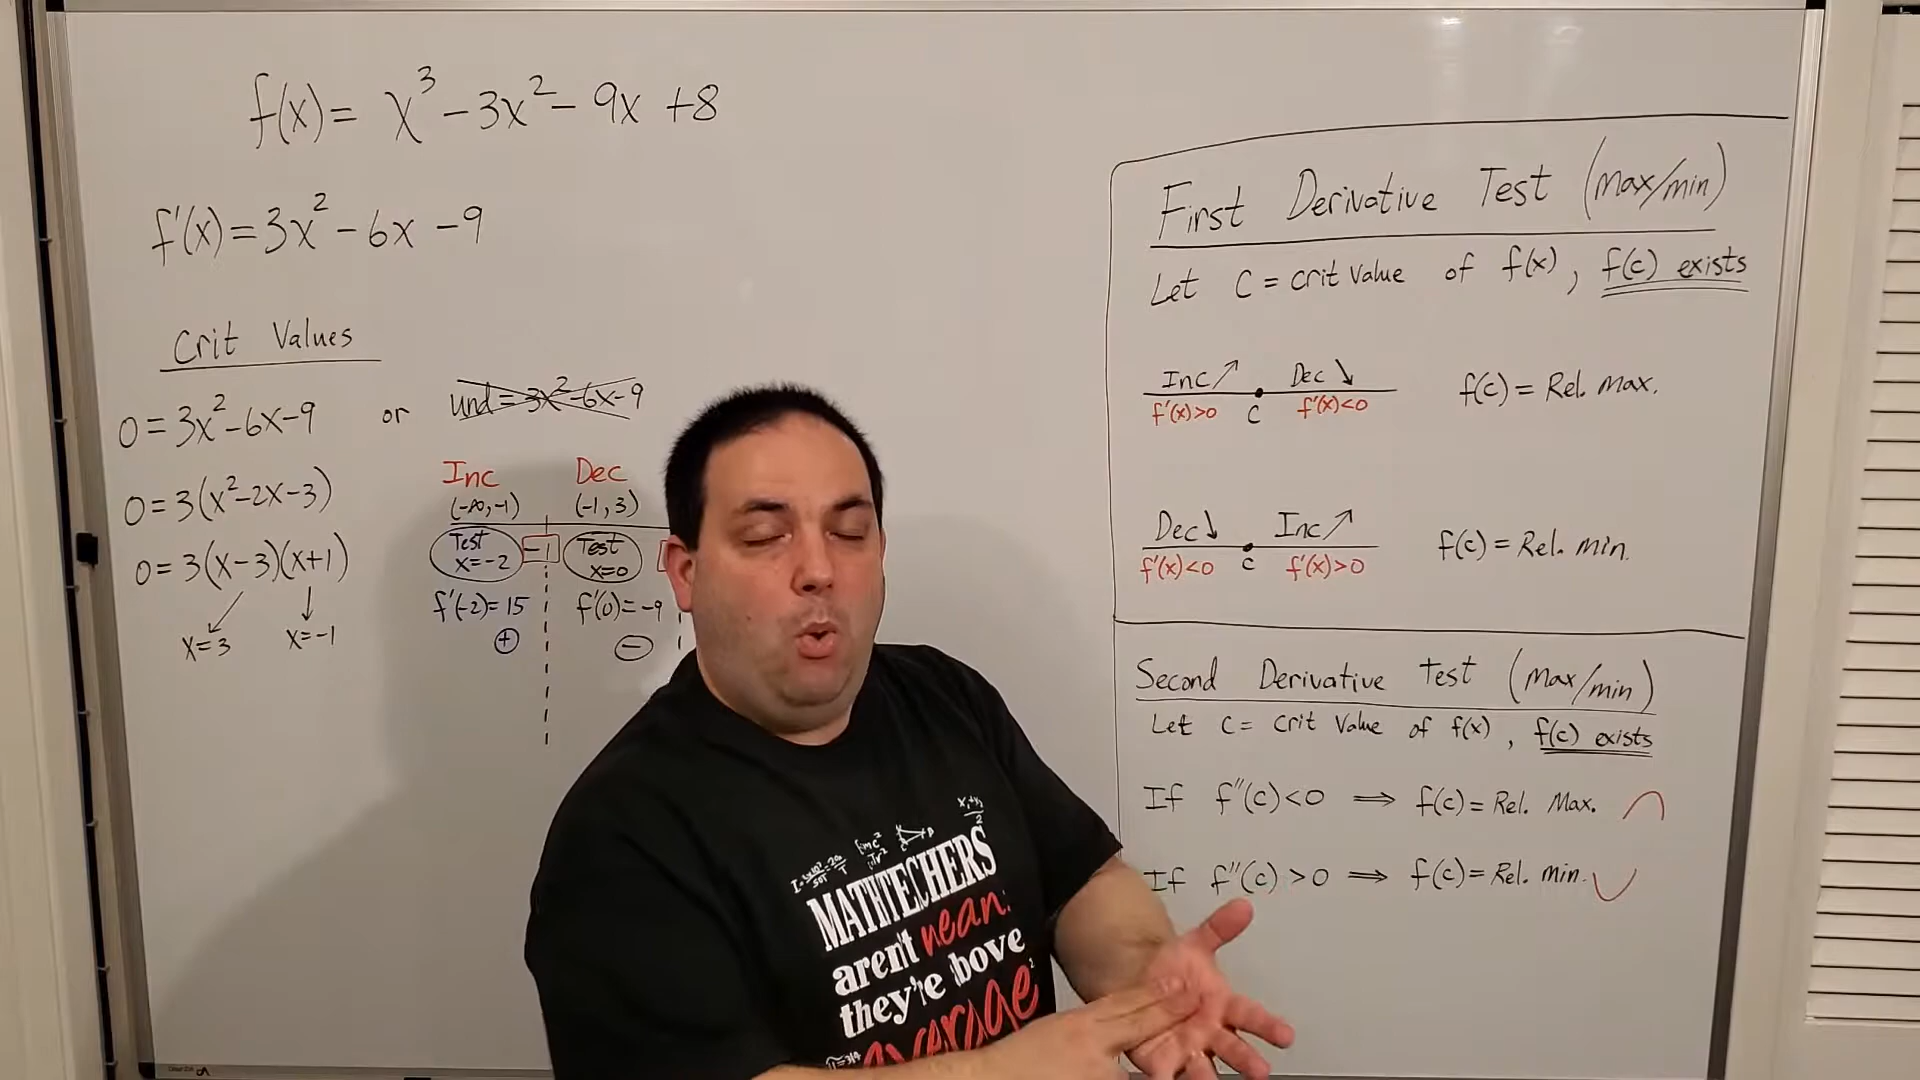 f(x) = x³ - 3x² - 9x + 8
f'(x) = 3x² - 6x - 9
Crit Values
0 = 3x² - 6x - 9 or und = 3x² - 6x - 9
0 = 3(x² - 2x - 3)
0 = 3(x - 3)(x + 1)
x = 3 x = -1
Inc Dec
(-∞, -1) (-1, 3)
Test x = -2 -1 Test x = 0
f'(-2) = 15 f'(0) = -9
+ -
First Derivative Test (max/min)
Let C = crit value of f(x), f(c) exists
Inc ↗ Dec ↘ f(c) = Rel. max.
f'(x) > 0 c f'(x) < 0
Dec ↘ Inc ↗ f(c) = Rel. min.
f'(x) < 0 c f'(x) > 0
Second Derivative Test (max/min)
Let C = crit value of f(x), f(c) exists
If f''(c) < 0 ⟹ f(c) = Rel. Max.
If f''(c) > 0 ⟹ f(c) = Rel. min.
MATH TECHERS
aren't mean:
they're above
average